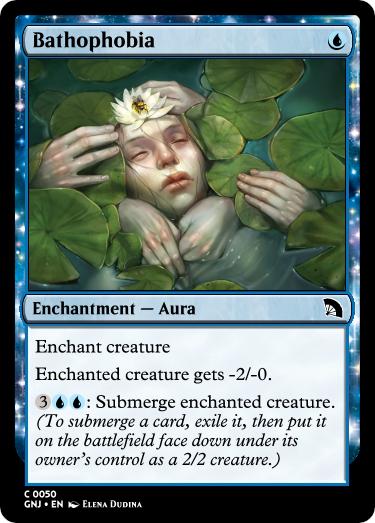 Bathophobia
Enchantment — Aura
Enchant creature
Enchanted creature gets -2/-0.
3: Submerge enchanted creature.
(To submerge a card, exile it, then put it
on the battlefield face down under its
owner's control as a 2/2 creature.)
C 0050
GNJ • EN Elena Dudina